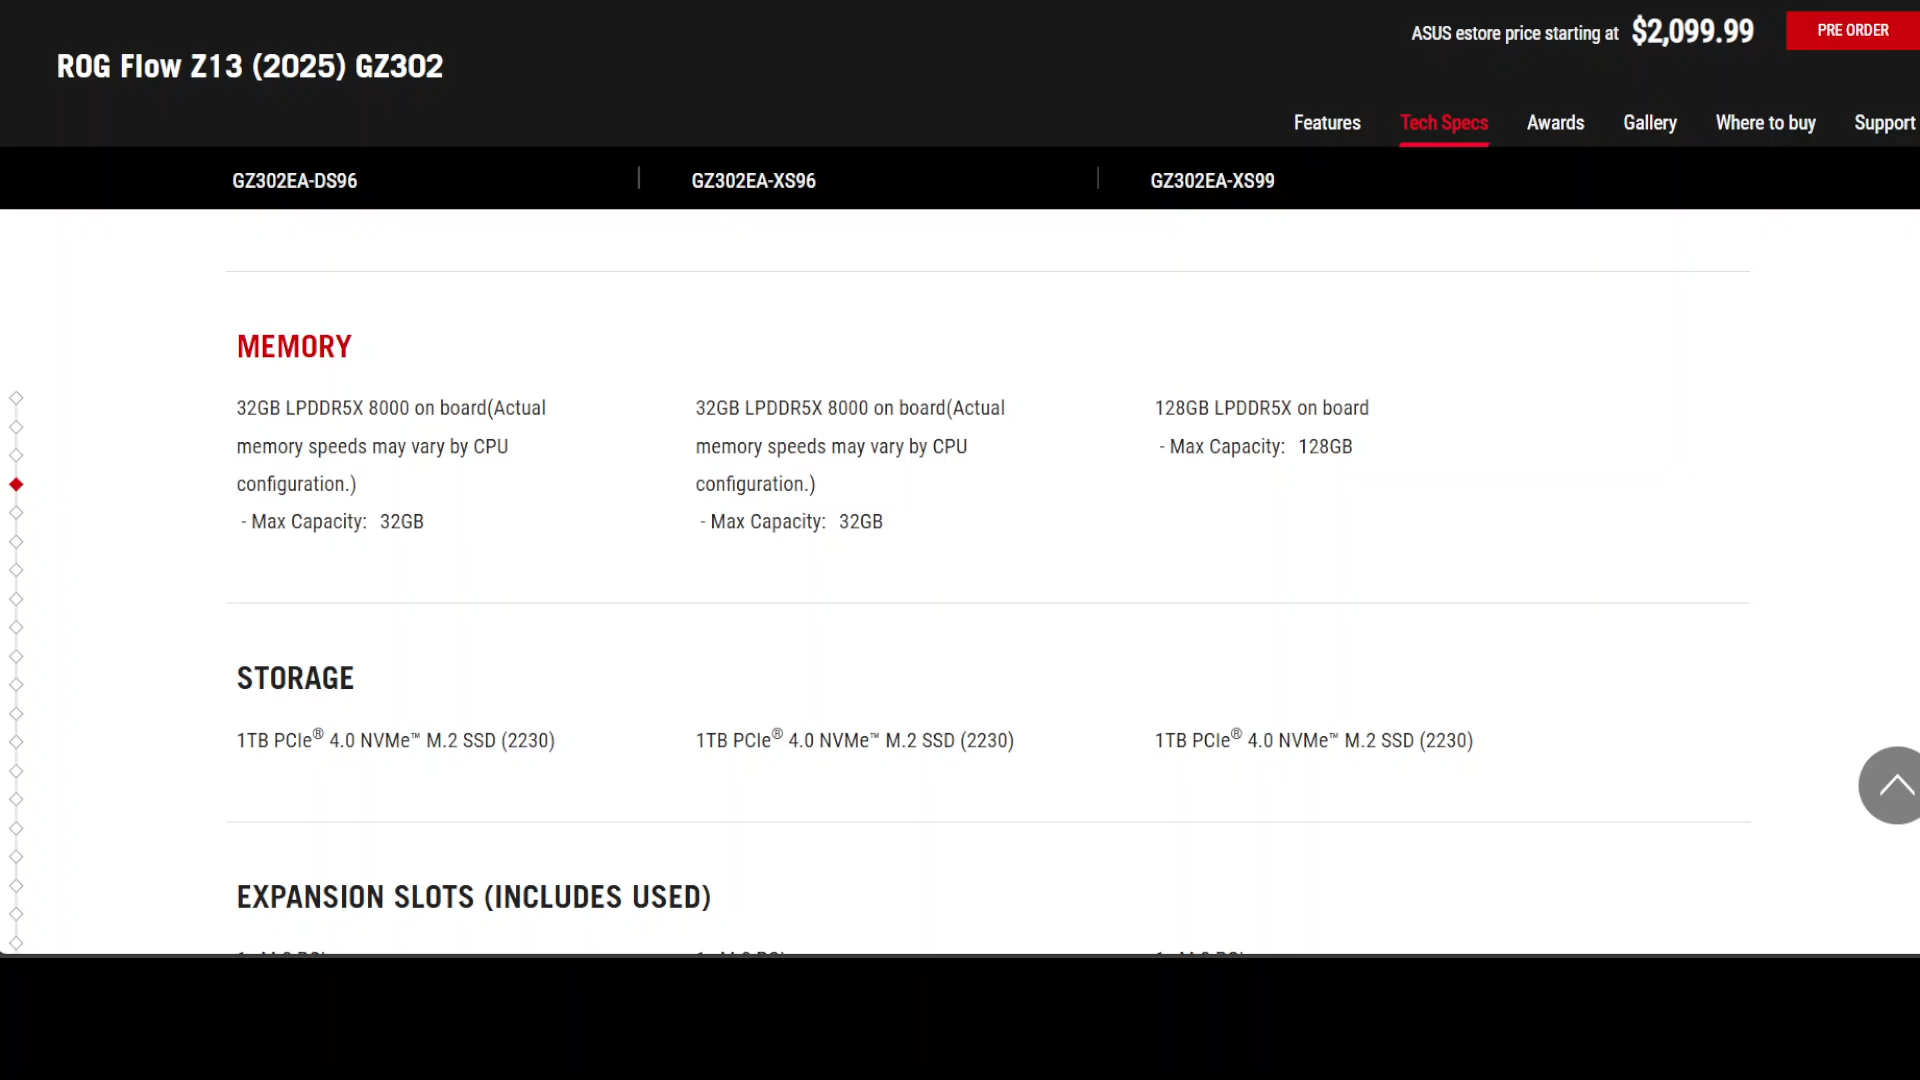 ASUS estore price starting at $2,099.99 PRE ORDER
ROG Flow Z13 (2025) GZ302
Features Tech Specs Awards Gallery Where to buy Support
GZ302EA-DS96 GZ302EA-XS96 GZ302EA-XS99
MEMORY
32GB LPDDR5X 8000 on board(Actual
memory speeds may vary by CPU
configuration.)
- Max Capacity: 32GB
32GB LPDDR5X 8000 on board(Actual
memory speeds may vary by CPU
configuration.)
- Max Capacity: 32GB
128GB LPDDR5X on board
- Max Capacity: 128GB
STORAGE
1TB PCIe® 4.0 NVMe™ M.2 SSD (2230)
1TB PCIe® 4.0 NVMe™ M.2 SSD (2230)
1TB PCIe® 4.0 NVMe™ M.2 SSD (2230)
EXPANSION SLOTS (INCLUDES USED)